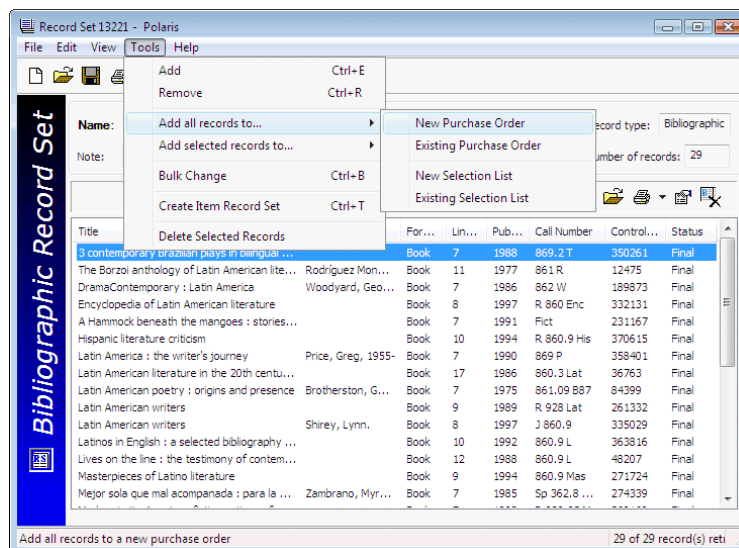 Record Set 13221 - Polaris
File Edit View Tools Help
Add Ctrl+E
Remove Ctrl+R
Add all records to...
Add selected records to...
Bulk Change Ctrl+B
Create Item Record Set Ctrl+T
Delete Selected Records
New Purchase Order
Existing Purchase Order
New Selection List
Existing Selection List
Bibliographic Record Set
RS
Name: ecord type: Bibliographic
Note: umber of records: 29
Title For... Lin... Pub... Call Number Control... Status
3 contemporary Brazilian plays in bilingual ... Book 7 1988 869.2 T 350261 Final
The Borzoi anthology of Latin American lite... Rodríguez Mon... Book 11 1977 861 R 12475 Final
DramaContemporary : Latin America Woodyard, Geo... Book 7 1986 862 W 189873 Final
Encyclopedia of Latin American literature Book 8 1997 R 860 Enc 332131 Final
A Hammock beneath the mangoes : stories... Book 7 1991 Fict 231167 Final
Hispanic literature criticism Book 10 1994 R 860.9 His 370615 Final
Latin America : the writer's journey Price, Greg, 1955- Book 7 1990 869 P 358401 Final
Latin American literature in the 20th centu... Book 17 1986 860.3 Lat 36763 Final
Latin American poetry : origins and presence Brotherston, G... Book 7 1975 861.09 B87 84399 Final
Latin American writers Book 9 1989 R 928 Lat 261332 Final
Latin American writers Shirey, Lynn. Book 8 1997 J 860.9 335029 Final
Latinos in English : a selected bibliography ... Book 10 1992 860.9 L 363816 Final
Lives on the line : the testimony of contem... Book 12 1988 860.9 L 48207 Final
Masterpieces of Latino literature Book 9 1994 860.9 Mas 271724 Final
Mejor sola que mal acompanada : para la ... Zambrano, Myr... Book 7 1985 Sp 362.8 ... 274339 Final
Add all records to a new purchase order 29 of 29 record(s) reti